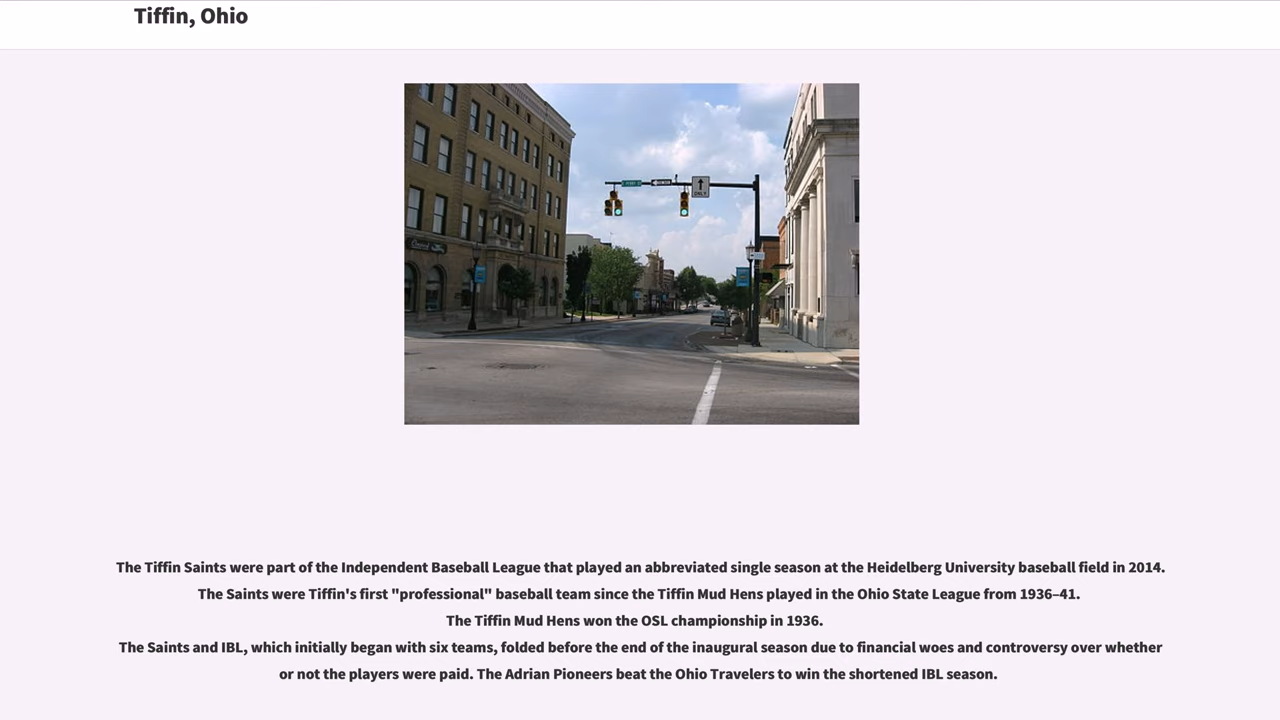 Tiffin, Ohio
ONLY
The Tiffin Saints were part of the Independent Baseball League that played an abbreviated single season at the Heidelberg University baseball field in 2014.
The Saints were Tiffin's first "professional" baseball team since the Tiffin Mud Hens played in the Ohio State League from 1936–41.
The Tiffin Mud Hens won the OSL championship in 1936.
The Saints and IBL, which initially began with six teams, folded before the end of the inaugural season due to financial woes and controversy over whether
or not the players were paid. The Adrian Pioneers beat the Ohio Travelers to win the shortened IBL season.